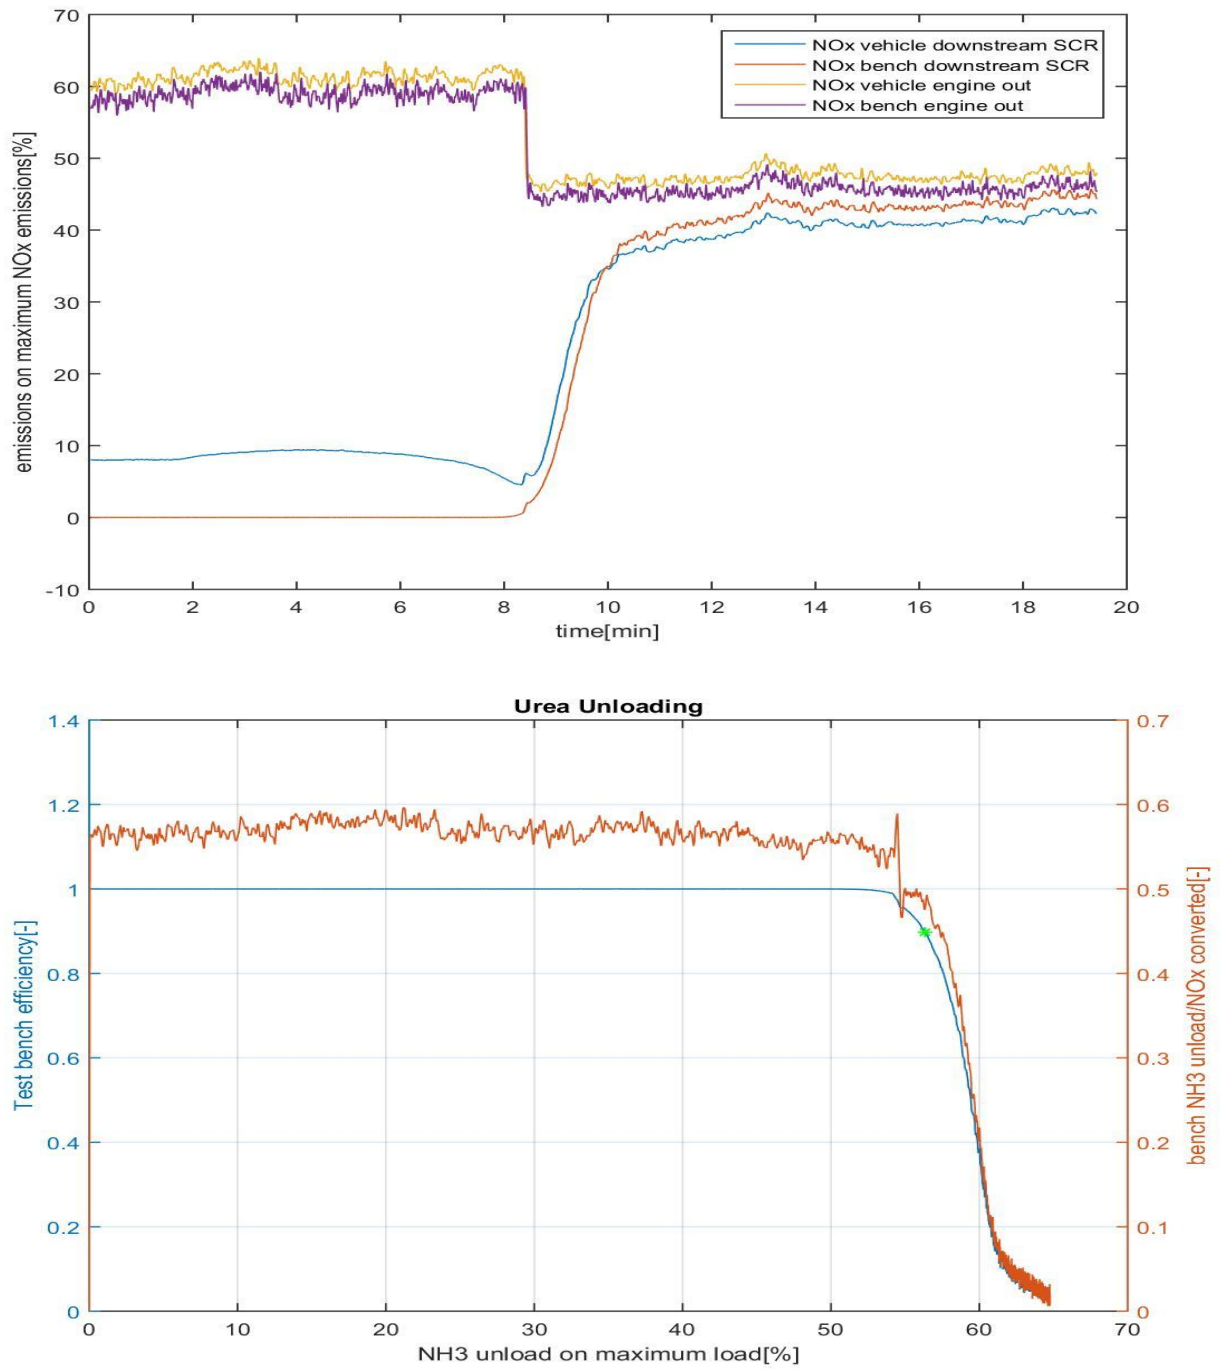 70
60
50
40
30
20
10
0
-10
emissions on maximum NOx emissions[%]
NOx vehicle downstream SCR
NOx bench downstream SCR
NOx vehicle engine out
NOx bench engine out
0 2 4 6 8 10 12 14 16 18 20
time[min]
Urea Unloading
1.4
1.2
1
0.8
0.6
0.4
0.2
0
Test bench efficiency[-]
0.7
0.6
0.5
0.4
0.3
0.2
0.1
0
bench NH3 unload/NOx converted[-]
0 10 20 30 40 50 60 70
NH3 unload on maximum load[%]